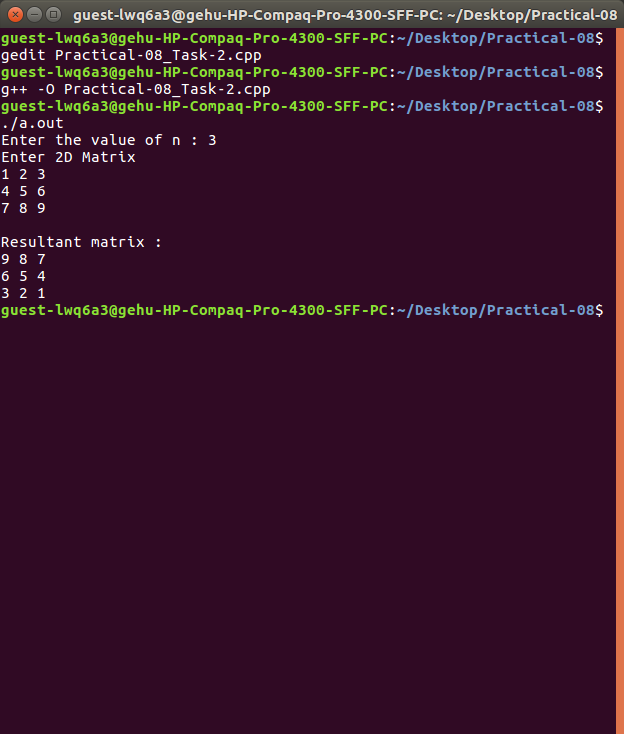 guest-lwq6a3@gehu-HP-Compaq-Pro-4300-SFF-PC: ~/Desktop/Practical-08
guest-lwq6a3@gehu-HP-Compaq-Pro-4300-SFF-PC:~/Desktop/Practical-08$
gedit Practical-08_Task-2.cpp
guest-lwq6a3@gehu-HP-Compaq-Pro-4300-SFF-PC:~/Desktop/Practical-08$
g++ -O Practical-08_Task-2.cpp
guest-lwq6a3@gehu-HP-Compaq-Pro-4300-SFF-PC:~/Desktop/Practical-08$
./a.out
Enter the value of n : 3
Enter 2D Matrix
1 2 3
4 5 6
7 8 9
Resultant matrix :
9 8 7
6 5 4
3 2 1
guest-lwq6a3@gehu-HP-Compaq-Pro-4300-SFF-PC:~/Desktop/Practical-08$